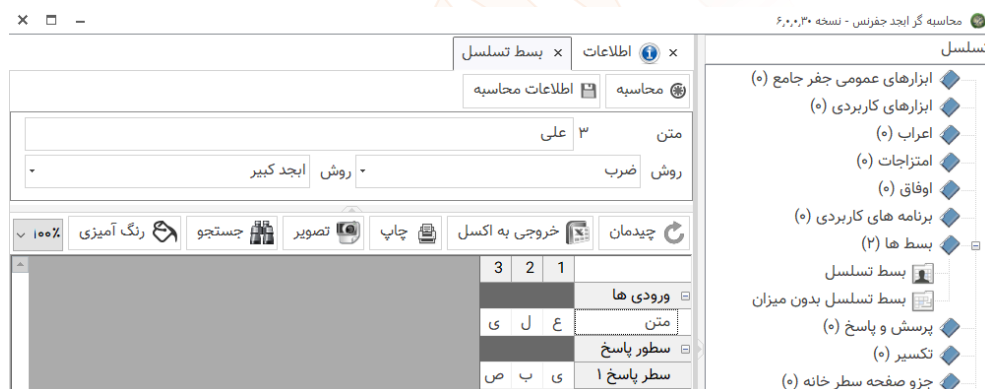 محاسبه گر ابجد جفرنس - نسخه ۶,۰,۰,۳۰
تسلسل
ابزارهای عمومی جفر جامع (۰)
ابزارهای کاربردی (۰)
اعراب (۰)
امتزاجات (۰)
اوفاق (۰)
برنامه های کاربردی (۰)
بسط ها (۲)
بسط تسلسل
بسط تسلسل بدون میزان
پرسش و پاسخ (۰)
تکسیر (۰)
جزو صفحه سطر خانه (۰)
اطلاعات
بسط تسلسل
محاسبه اطلاعات محاسبه
متن ۳ علی
روش ضرب روش ابجد کبیر
چیدمان خروجی به اکسل چاپ تصویر جستجو رنگ آمیزی ۱۰۰٪
1 2 3
ورودی ها
متن ع ل ی
سطور پاسخ
سطر پاسخ ۱ ی ب ص